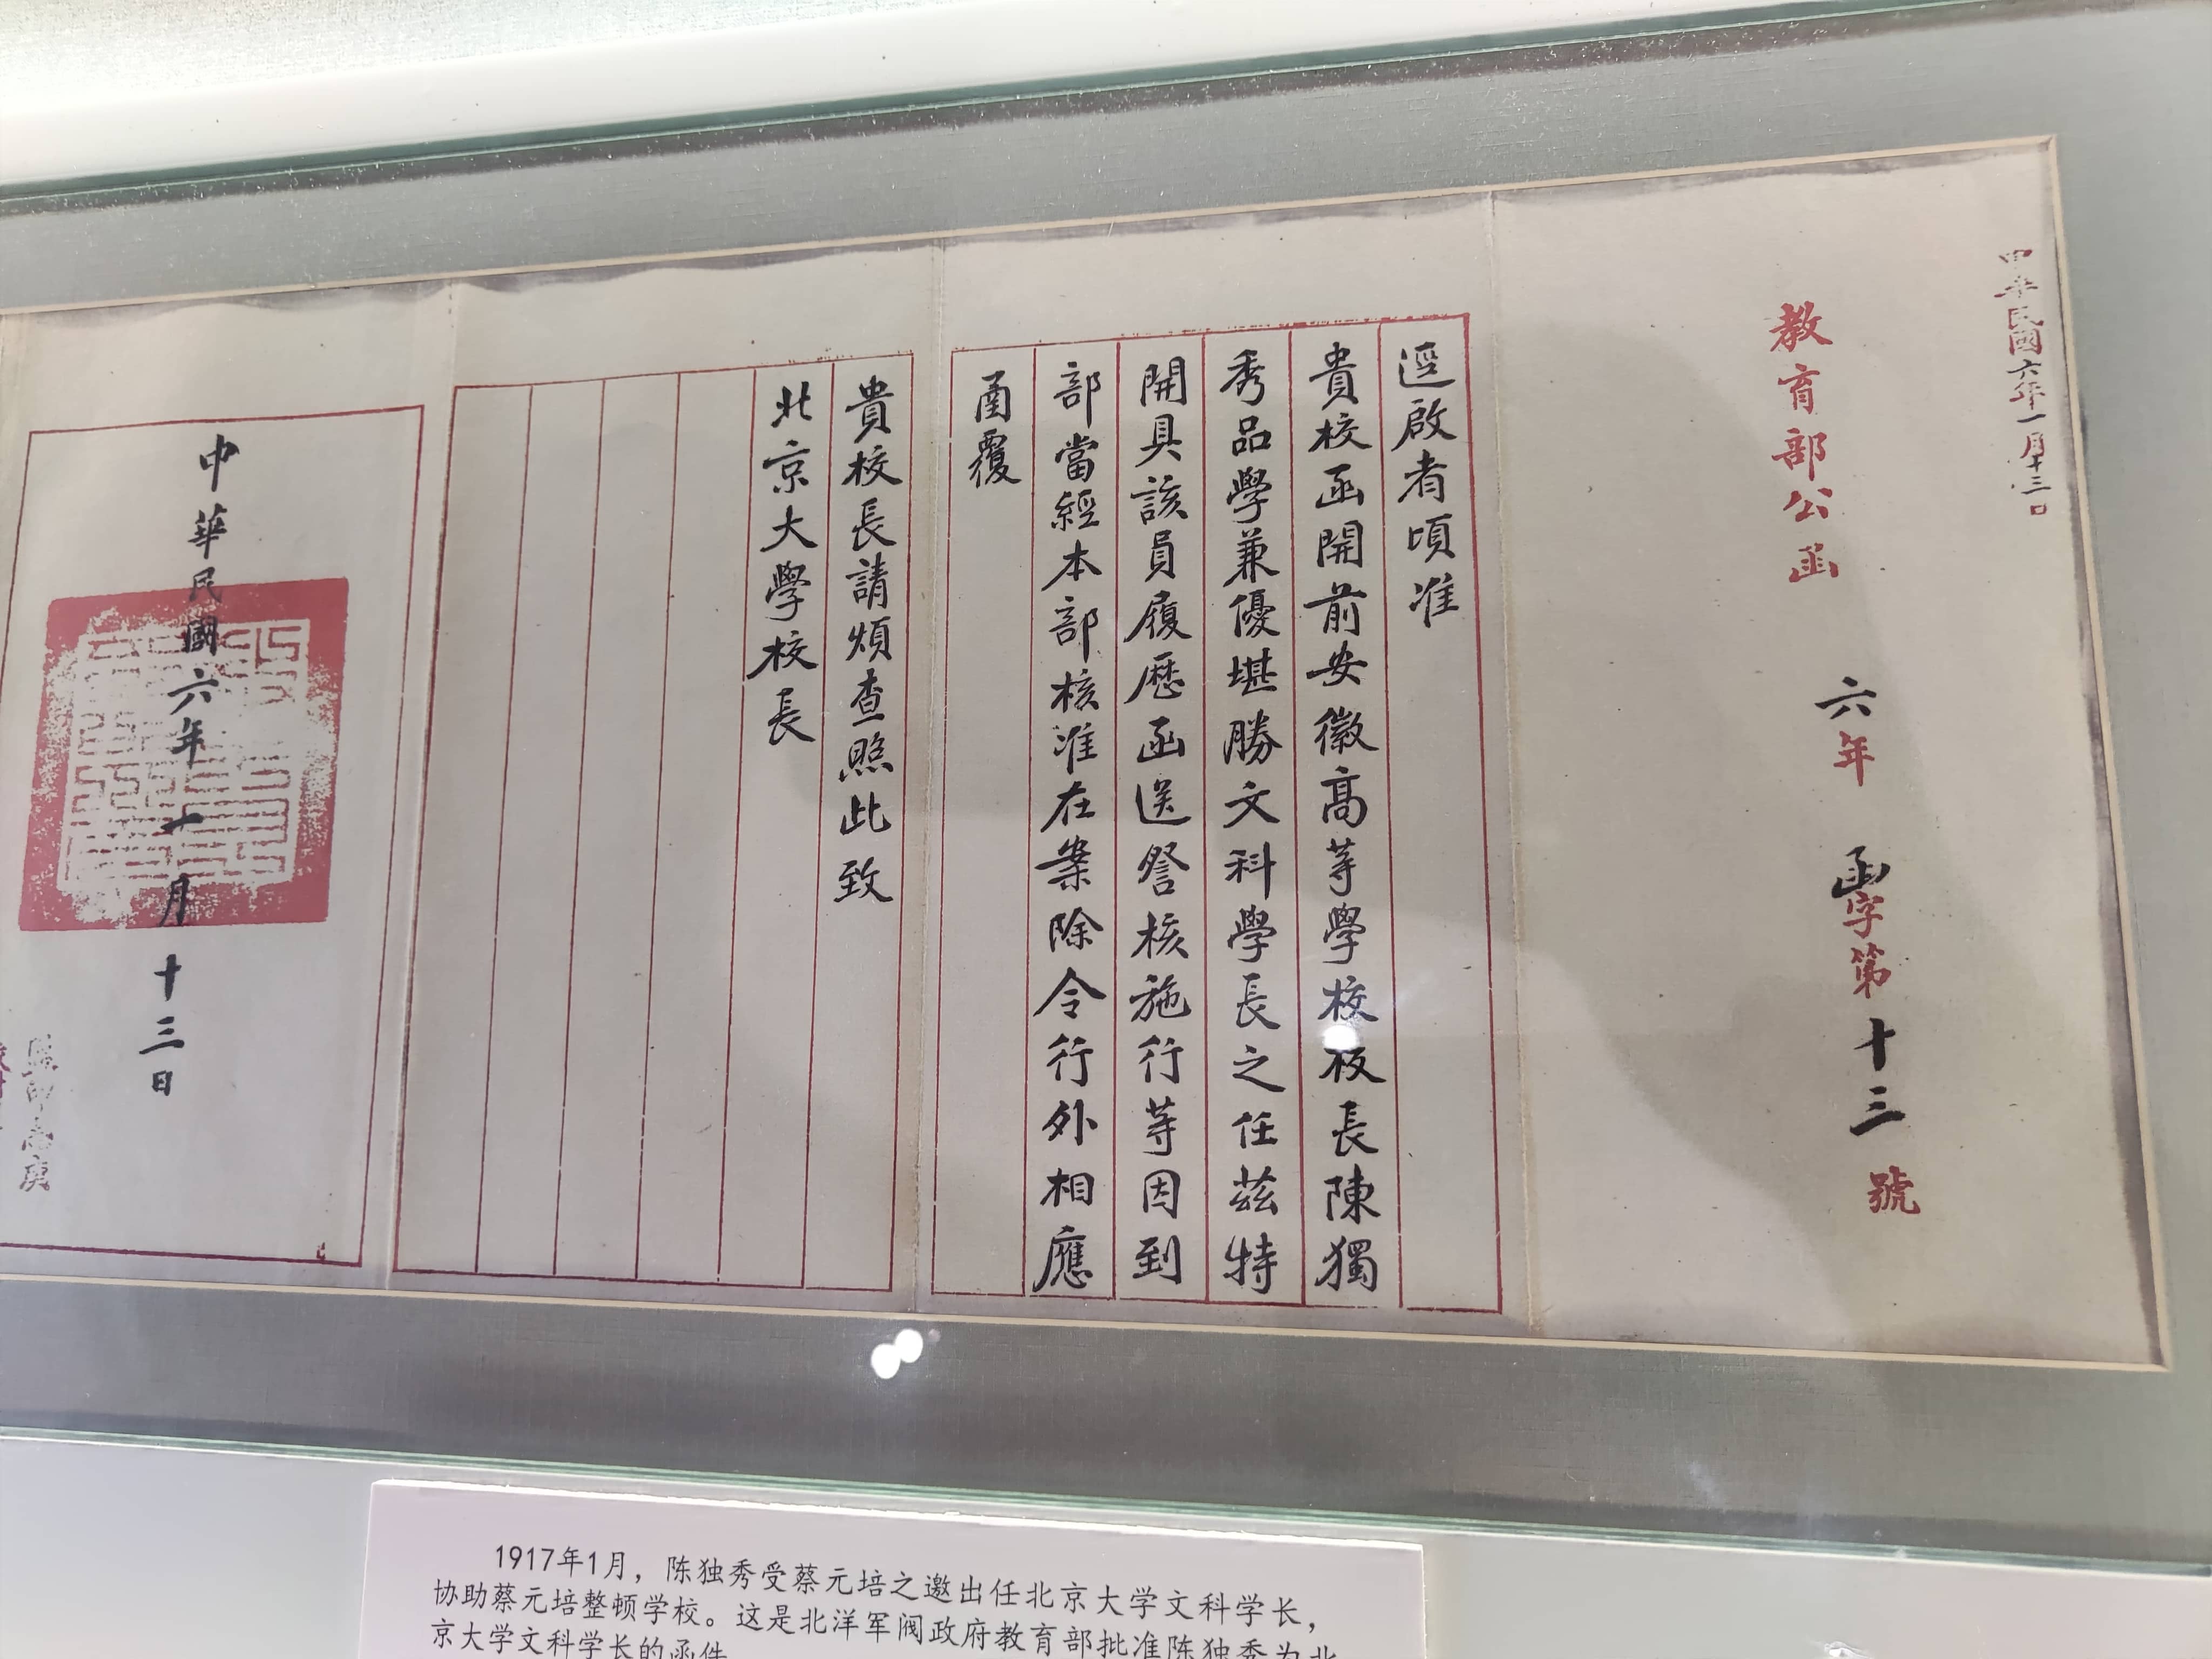 中華民國六年一月十三日
教育部公函
六年 函字第十三號
逕啟者頃准
貴校函開前安徽高等學校校長陳獨
秀品學兼優堪勝文科學長之任茲特
開具該員履歷函送詧核施行等因到
部當經本部核准在案除令行外相應
圅覆
貴校長請煩查照此致
北京大學校長
中華民國六年一月十三日
1917年1月，陈独秀受蔡元培之邀出任北京大学文科学长，
协助蔡元培整顿学校。这是北洋军阀政府教育部批准陈独秀为北
京大学文科学长的函件